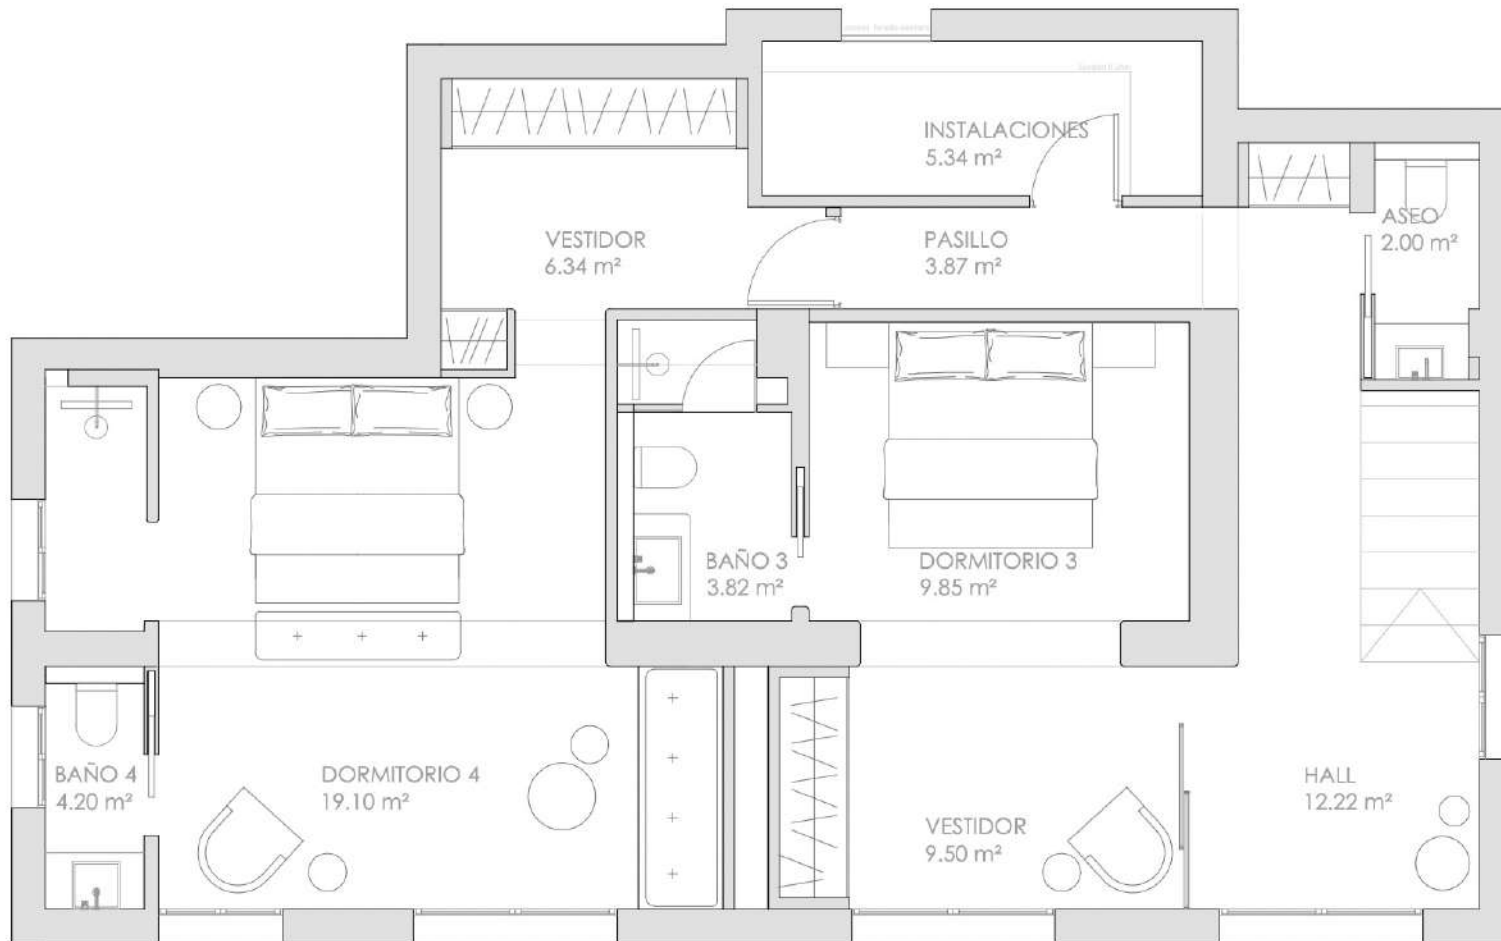 INSTALACIONES
5.34 m²
VESTIDOR
6.34 m²
PASILLO
3.87 m²
ASEO
2.00 m²
BAÑO 3
3.82 m²
DORMITORIO 3
9.85 m²
BAÑO 4
4.20 m²
DORMITORIO 4
19.10 m²
VESTIDOR
9.50 m²
HALL
12.22 m²